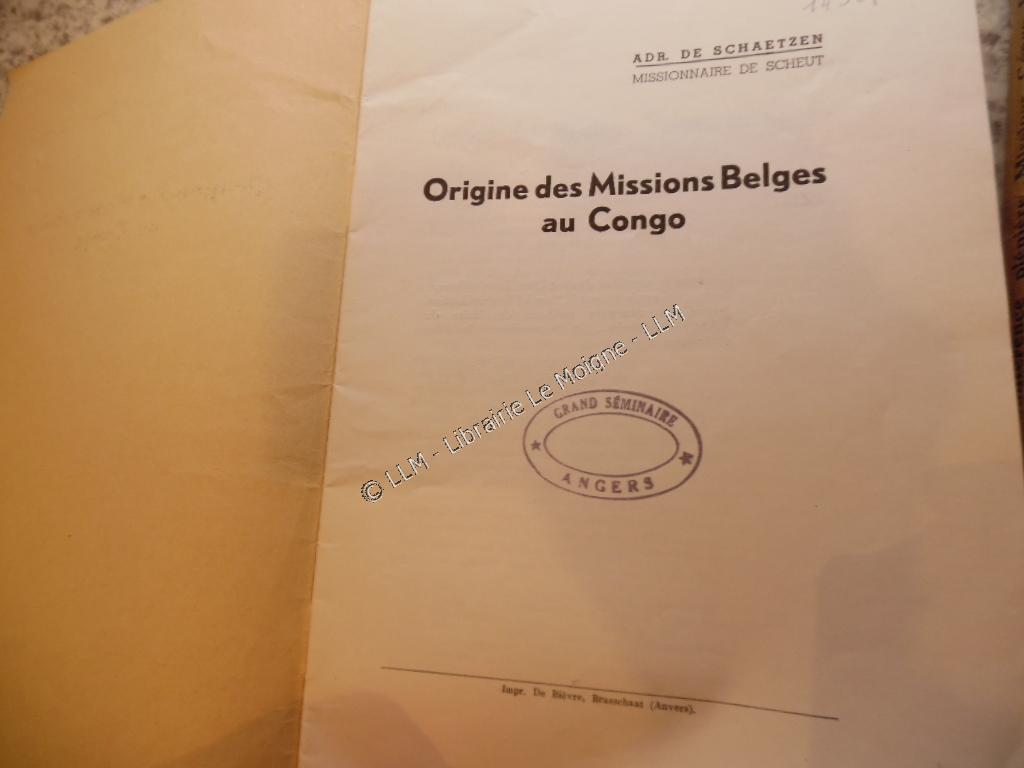 ADR. DE SCHAETZEN
MISSIONNAIRE DE SCHEUT
Origine des Missions Belges
au Congo
© LLM - Librairie Le Moigne - LLM
GRAND SÉMINAIRE
ANGERS
Impr. De Bièvre, Brasschaat (Anvers).